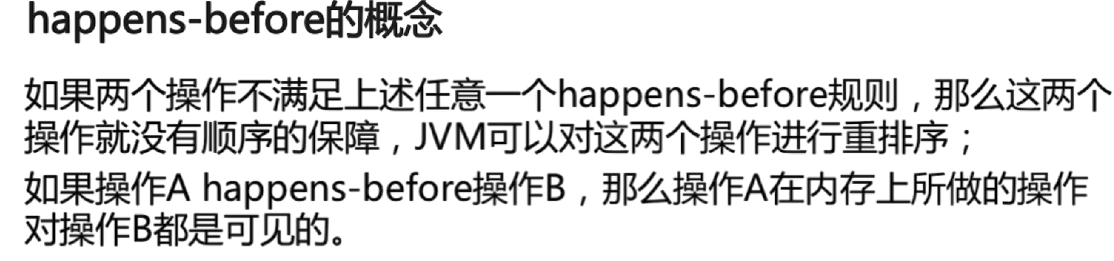 happens-before的概念
如果两个操作不满足上述任意一个happens-before规则，那么这两个
操作就没有顺序的保障，JVM可以对这两个操作进行重排序；
如果操作A happens-before操作B，那么操作A在内存上所做的操作
对操作B都是可见的。